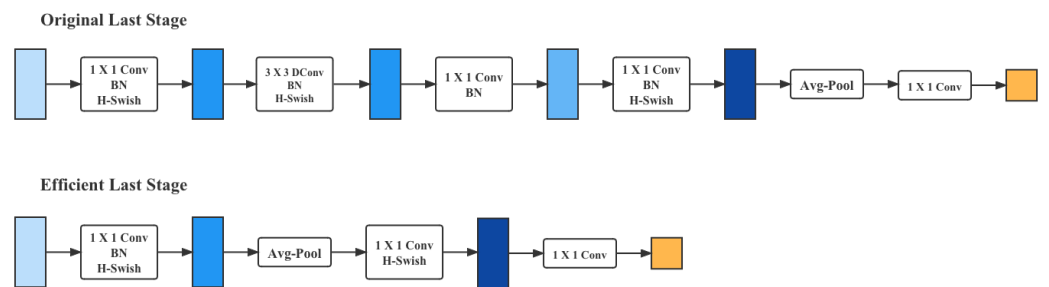 Original Last Stage
1 X 1 Conv
BN
H-Swish
3 X 3 DConv
BN
H-Swish
1 X 1 Conv
BN
1 X 1 Conv
BN
H-Swish
Avg-Pool
1 X 1 Conv
Efficient Last Stage
1 X 1 Conv
BN
H-Swish
Avg-Pool
1 X 1 Conv
H-Swish
1 X 1 Conv